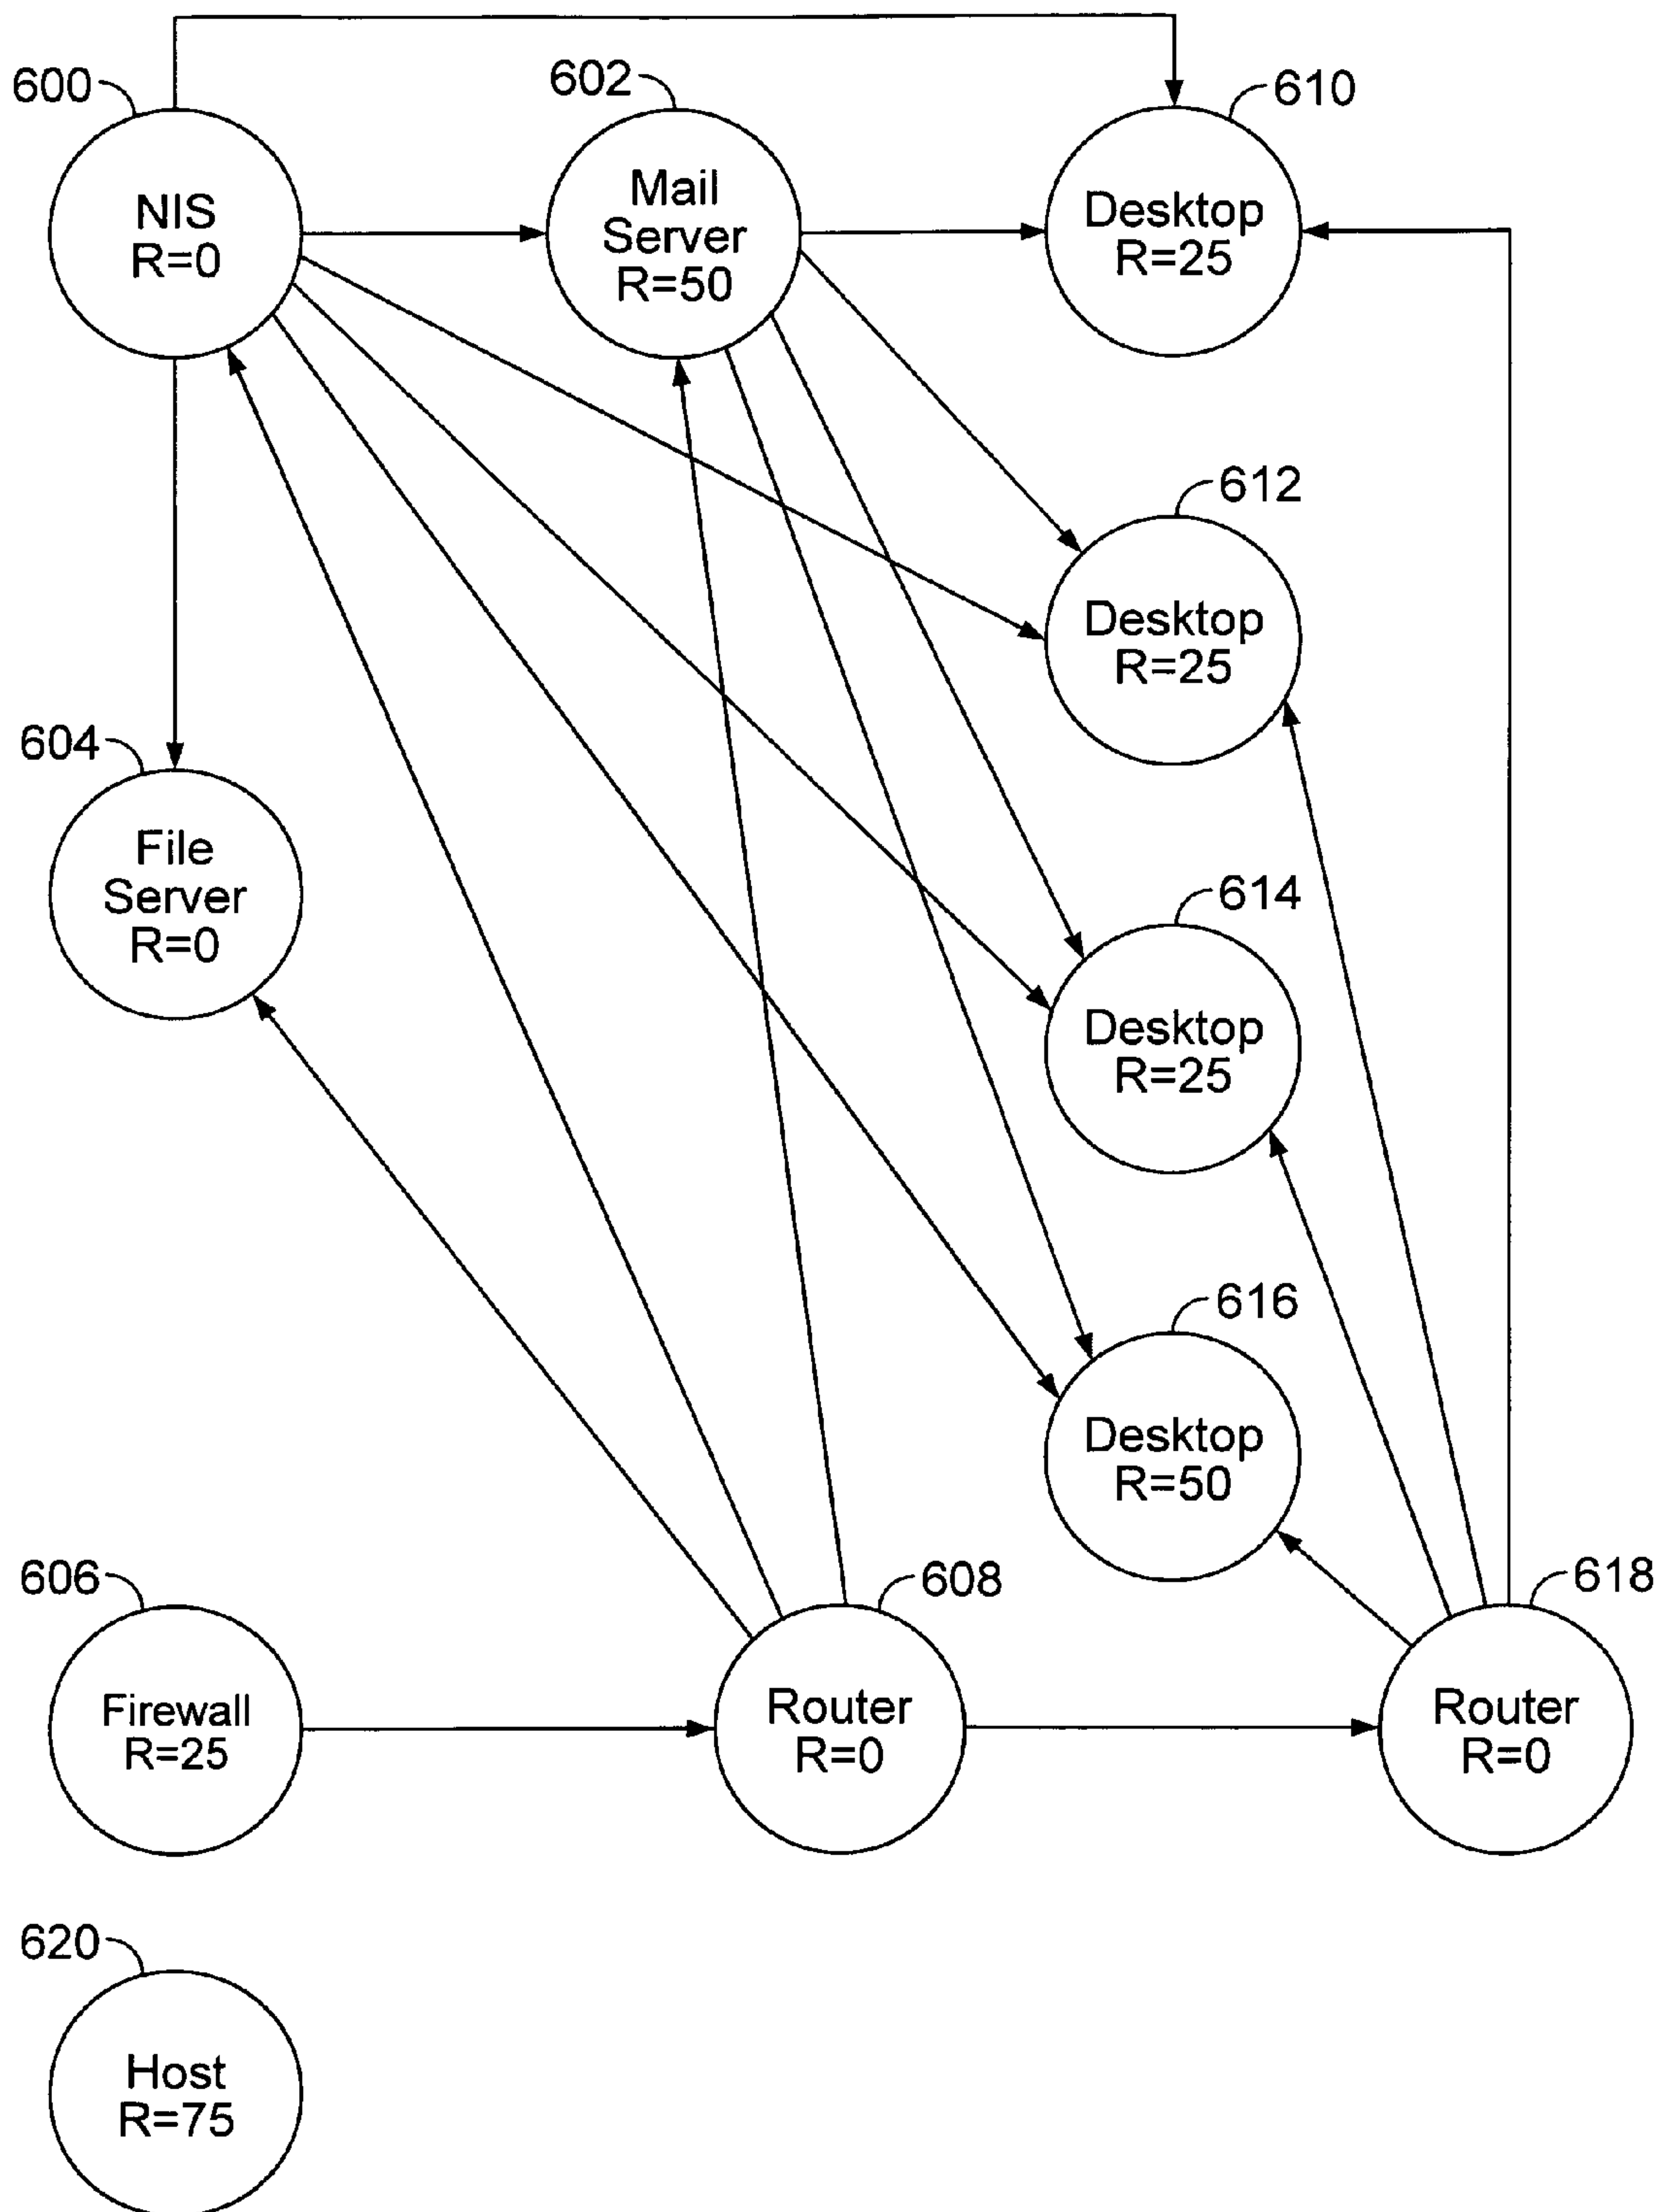 600
602
610
NIS
R=0
Mail
Server
R=50
Desktop
R=25
612
Desktop
R=25
604
File
Server
R=0
614
Desktop
R=25
616
Desktop
R=50
606
608
618
Firewall
R=25
Router
R=0
Router
R=0
620
Host
R=75